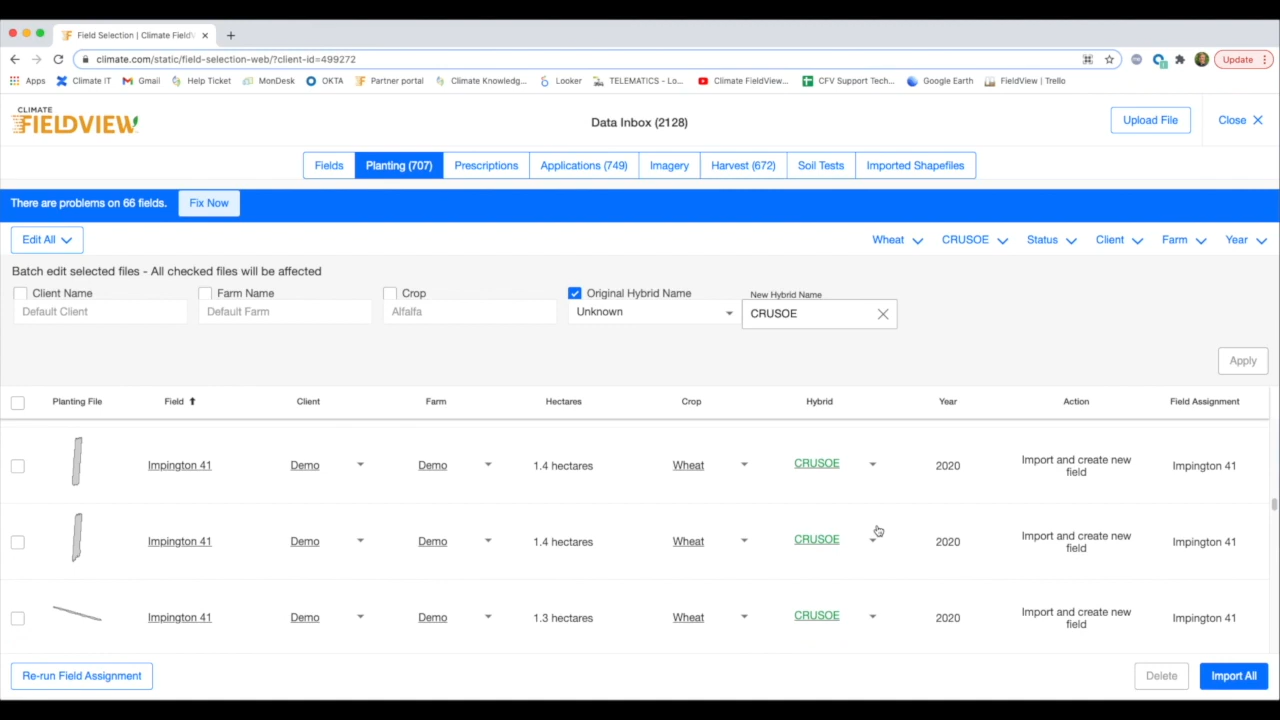 Field Selection | Climate Field
climate.com/static/field-selection-web/?client-id=499272
Update
Apps Climate IT Gmail Help Ticket MonDesk OKTA Partner portal Climate Knowledg... Looker TELEMATICS - Lo... Climate FieldView... CFV Support Tech... Google Earth FieldView | Trello
CLIMATE
FIELDVIEW
Data Inbox (2128)
Upload File
Close
Fields Planting (707) Prescriptions Applications (749) Imagery Harvest (672) Soil Tests Imported Shapefiles
There are problems on 66 fields. Fix Now
Edit All Wheat CRUSOE Status Client Farm Year
Batch edit selected files - All checked files will be affected
Client Name Farm Name Crop Original Hybrid Name New Hybrid Name
Default Client Default Farm Alfalfa Unknown CRUSOE
Apply
Planting File Field Client Farm Hectares Crop Hybrid Year Action Field Assignment
Impington 41 Demo Demo 1.4 hectares Wheat CRUSOE 2020 Import and create new field Impington 41
Impington 41 Demo Demo 1.4 hectares Wheat CRUSOE 2020 Import and create new field Impington 41
Impington 41 Demo Demo 1.3 hectares Wheat CRUSOE 2020 Import and create new field Impington 41
Re-run Field Assignment Delete Import All